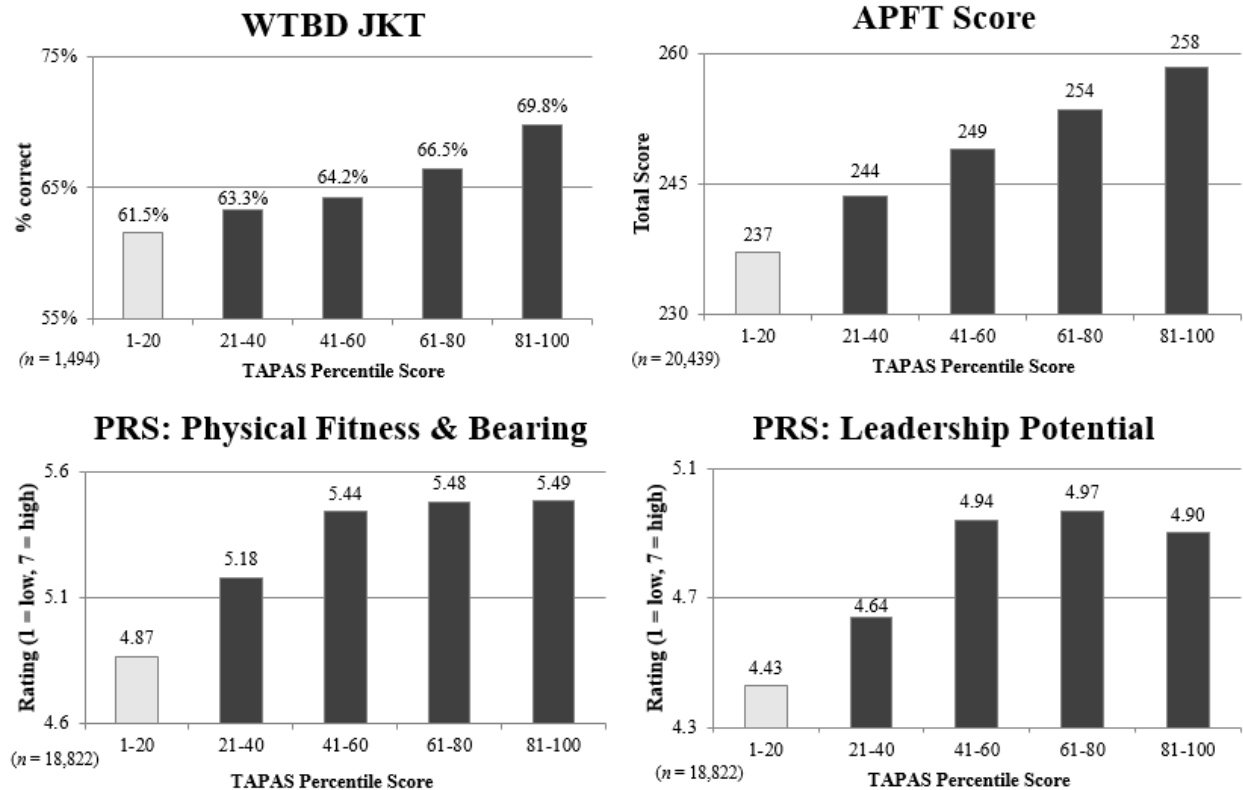 WTBD JKT
75%
65%
55%
% correct
61.5%
63.3%
64.2%
66.5%
69.8%
1-20 21-40 41-60 61-80 81-100
(n = 1,494)
TAPAS Percentile Score
APFT Score
260
245
230
Total Score
237
244
249
254
258
1-20 21-40 41-60 61-80 81-100
(n = 20,439)
TAPAS Percentile Score
PRS: Physical Fitness & Bearing
5.6
5.1
4.6
Rating (1 = low, 7 = high)
4.87
5.18
5.44
5.48
5.49
1-20 21-40 41-60 61-80 81-100
(n = 18,822)
TAPAS Percentile Score
PRS: Leadership Potential
5.1
4.7
4.3
Rating (1 = low, 7 = high)
4.43
4.64
4.94
4.97
4.90
1-20 21-40 41-60 61-80 81-100
(n = 18,822)
TAPAS Percentile Score